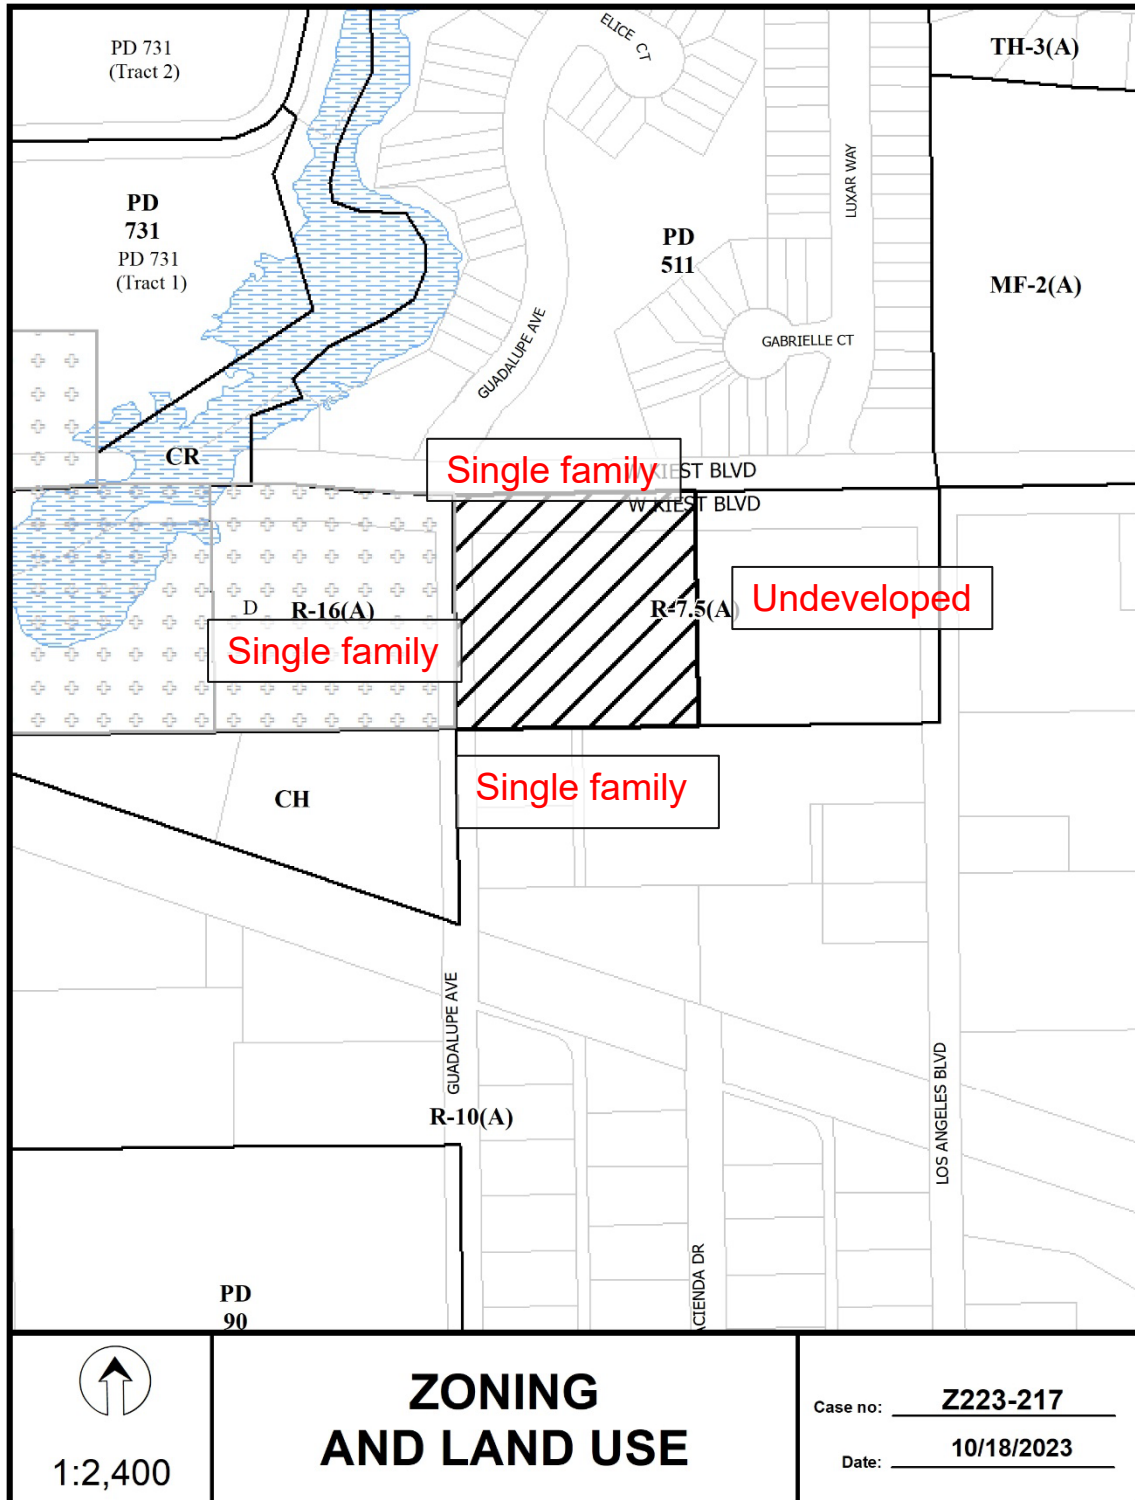 PD 731
(Tract 2)
ELICE CT
TH-3(A)
LUXAR WAY
PD
731
PD 731
(Tract 1)
PD
511
MF-2(A)
GUADALUPE AVE
GABRIELLE CT
CR
Single family
KIEST BLVD
W KIEST BLVD
D
R-16(A)
R-7.5(A)
Undeveloped
Single family
Single family
CH
GUADALUPE AVE
R-10(A)
LOS ANGELES BLVD
ACIENDA DR
PD
90
1:2,400
ZONING
AND LAND USE
Case no: Z223-217
Date: 10/18/2023